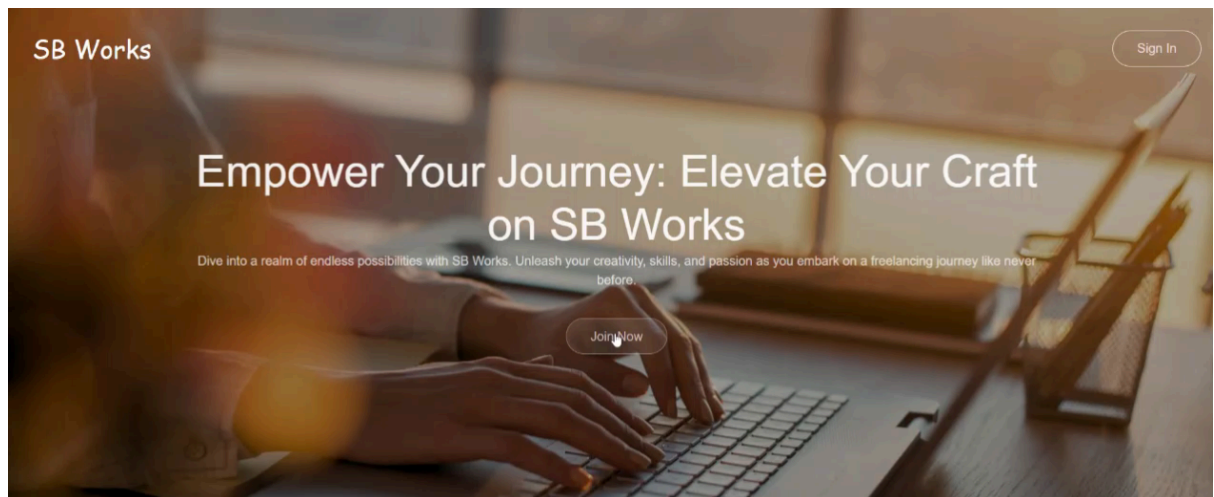 SB Works
Sign In
Empower Your Journey: Elevate Your Craft
on SB Works
Dive into a realm of endless possibilities with SB Works. Unleash your creativity, skills, and passion as you embark on a freelancing journey like never
before.
Join Now